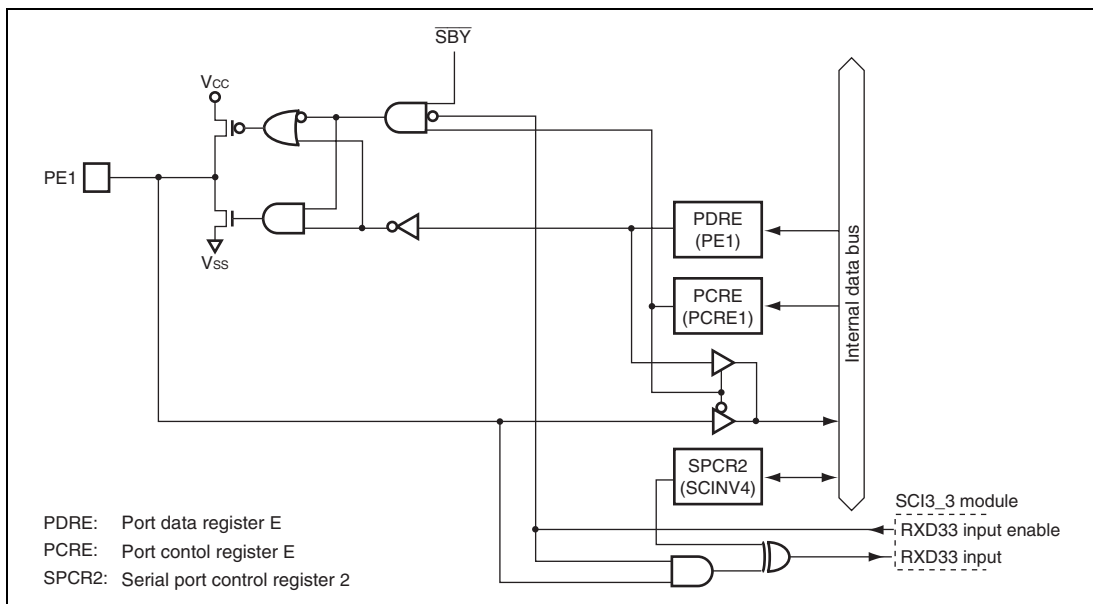 SBY
VCC
PE1
VSS
PDRE
(PE1)
PCRE
(PCRE1)
Internal data bus
SPCR2
(SCINV4)
SCI3_3 module
RXD33 input enable
RXD33 input
PDRE: Port data register E
PCRE: Port contol register E
SPCR2: Serial port control register 2